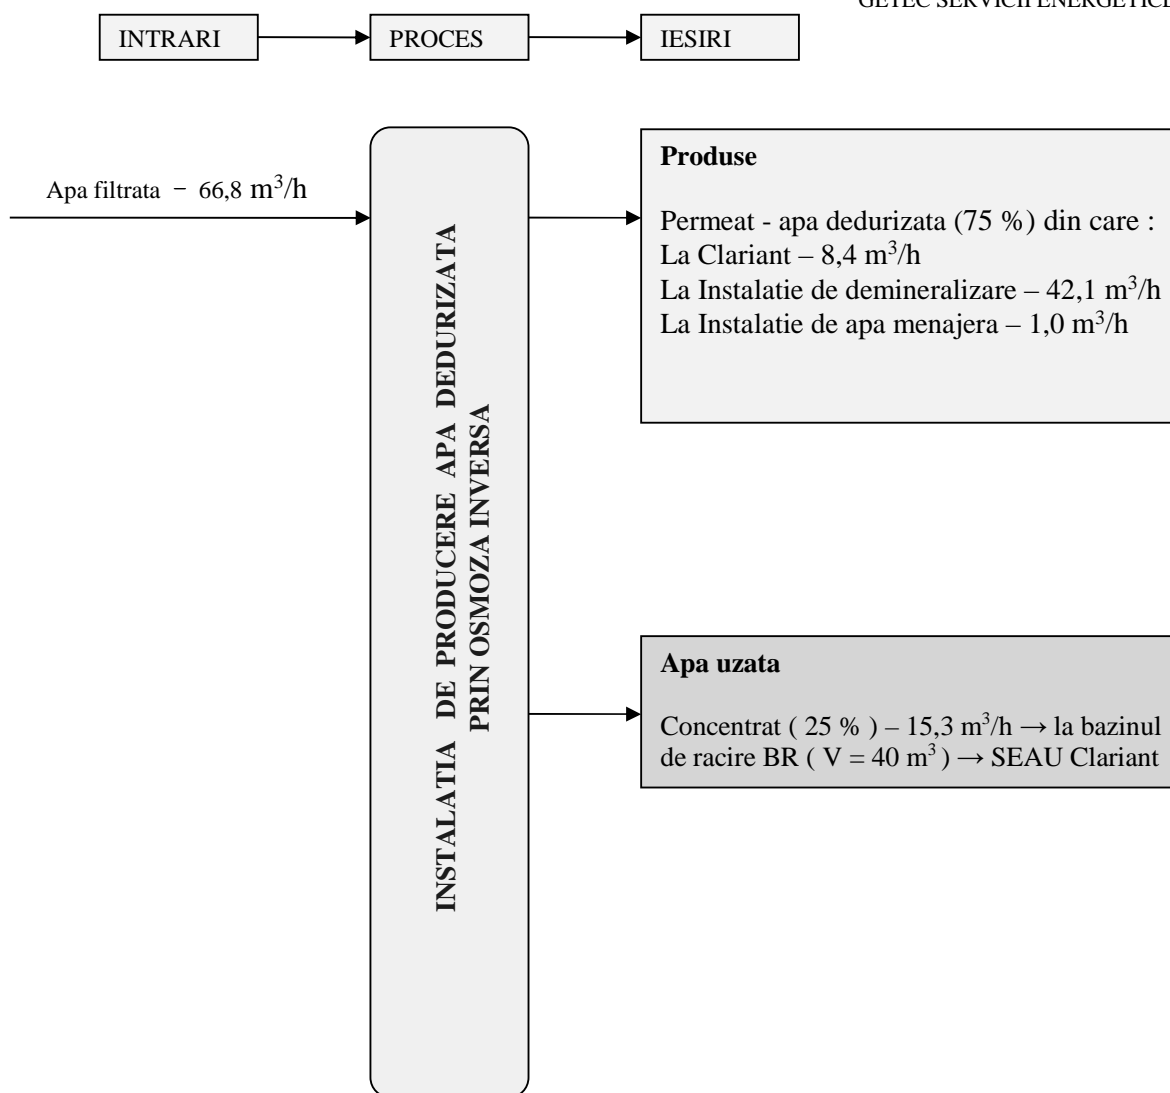 GETEC SERVICII ENERGETICE
INTRARI
PROCES
IESIRI
Apa filtrata – 66,8 m³/h
INSTALATIA DE PRODUCERE APA DEDURIZATA
PRIN OSMOZA INVERSA
Produse
Permeat - apa dedurizata (75 %) din care :
La Clariant – 8,4 m³/h
La Instalatie de demineralizare – 42,1 m³/h
La Instalatie de apa menajera – 1,0 m³/h
Apa uzata
Concentrat ( 25 % ) – 15,3 m³/h → la bazinul
de racire BR ( V = 40 m³ ) → SEAU Clariant